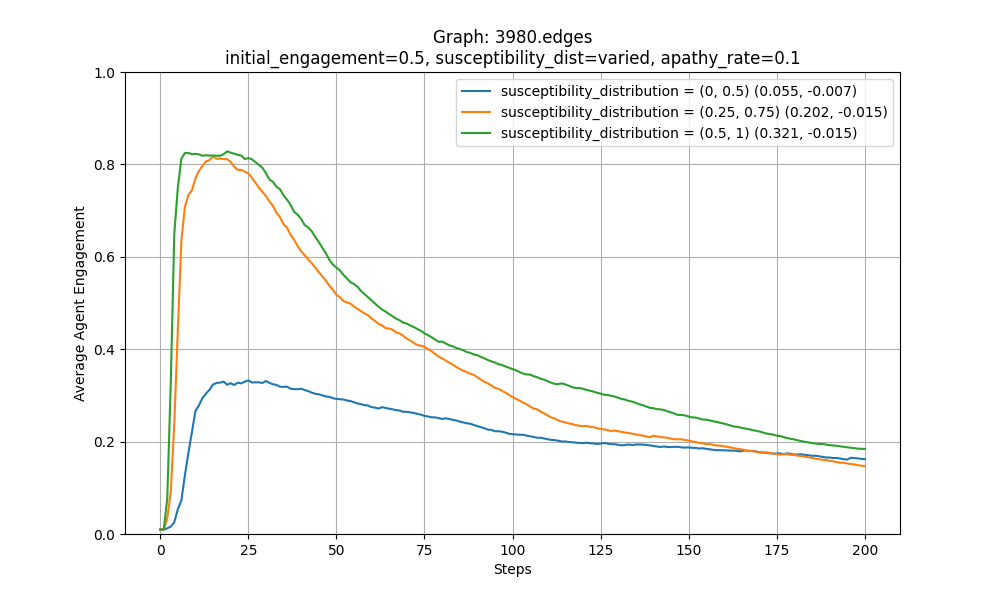 Graph: 3980.edges
initial_engagement=0.5, susceptibility_dist=varied, apathy_rate=0.1
susceptibility_distribution = (0, 0.5) (0.055, -0.007)
susceptibility_distribution = (0.25, 0.75) (0.202, -0.015)
susceptibility_distribution = (0.5, 1) (0.321, -0.015)
Average Agent Engagement
1.0
0.8
0.6
0.4
0.2
0.0
0 25 50 75 100 125 150 175 200
Steps